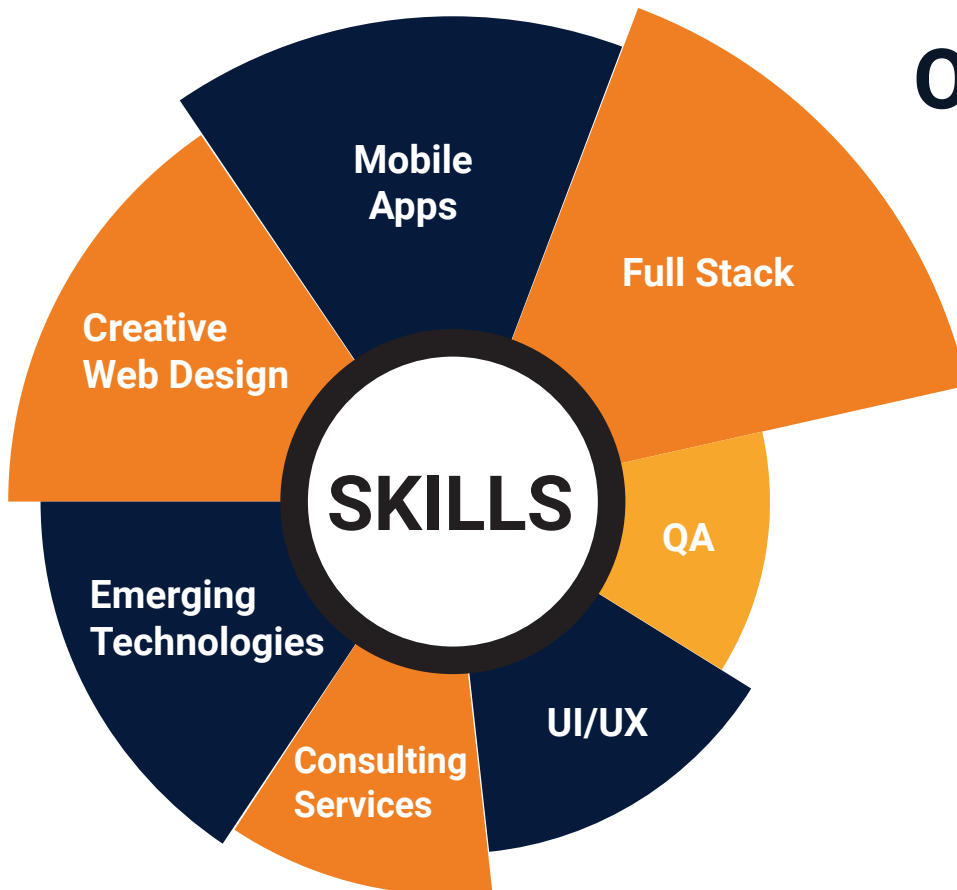 Mobile
Apps
Full Stack
Creative
Web Design
SKILLS
QA
Emerging
Technologies
UI/UX
Consulting
Services